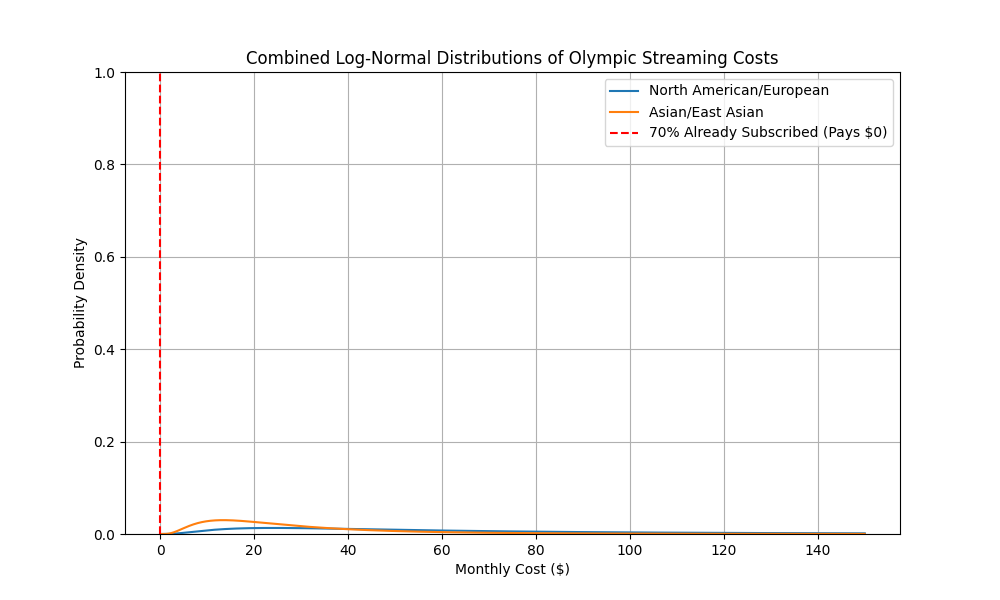 Combined Log-Normal Distributions of Olympic Streaming Costs
North American/European
Asian/East Asian
70% Already Subscribed (Pays $0)
Probability Density
1.0
0.8
0.6
0.4
0.2
0.0
0 20 40 60 80 100 120 140
Monthly Cost ($)